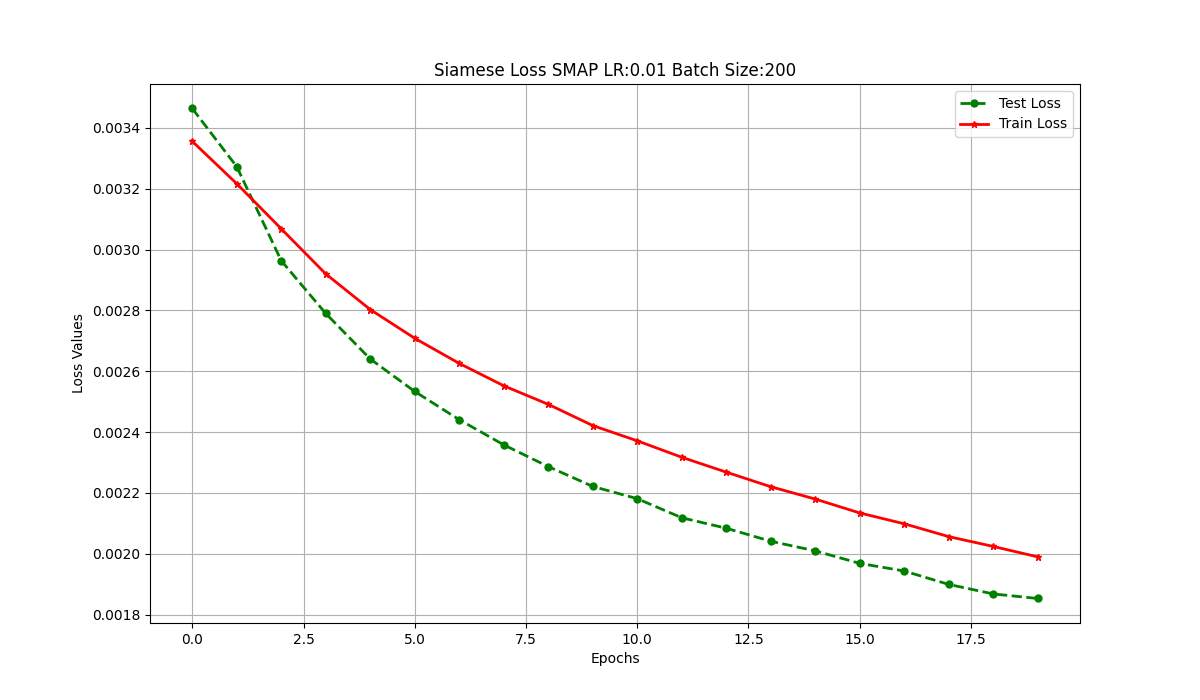 Siamese Loss SMAP LR:0.01 Batch Size:200
Test Loss
Train Loss
0.0034
0.0032
0.0030
0.0028
0.0026
0.0024
0.0022
0.0020
0.0018
Loss Values
0.0 2.5 5.0 7.5 10.0 12.5 15.0 17.5
Epochs